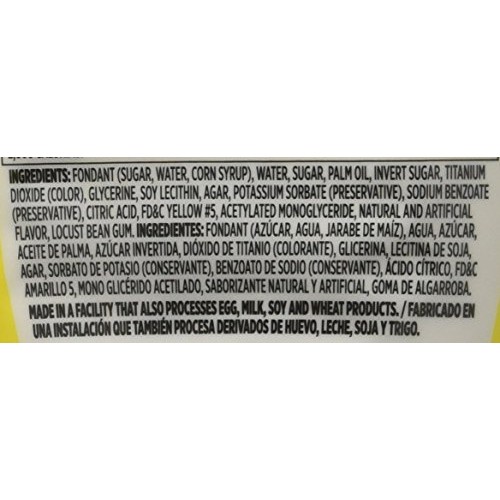 INGREDIENTS: FONDANT (SUGAR, WATER, CORN SYRUP), WATER, SUGAR, PALM OIL, INVERT SUGAR, TITANIUM
DIOXIDE (COLOR), GLYCERINE, SOY LECITHIN, AGAR, POTASSIUM SORBATE (PRESERVATIVE), SODIUM BENZOATE
(PRESERVATIVE), CITRIC ACID, FD&C YELLOW #5, ACETYLATED MONOGLYCERIDE, NATURAL AND ARTIFICIAL
FLAVOR, LOCUST BEAN GUM. INGREDIENTES: FONDANT (AZÚCAR, AGUA, JARABE DE MAÍZ), AGUA, AZÚCAR,
ACEITE DE PALMA, AZÚCAR INVERTIDA, DIÓXIDO DE TITANIO (COLORANTE), GLICERINA, LECITINA DE SOJA,
AGAR, SORBATO DE POTASIO (CONSERVANTE), BENZOATO DE SODIO (CONSERVANTE), ÁCIDO CÍTRICO, FD&C
AMARILLO 5, MONO GLICÉRIDO ACETILADO, SABORIZANTE NATURAL Y ARTIFICIAL, GOMA DE ALGARROBA.
MADE IN A FACILITY THAT ALSO PROCESSES EGG, MILK, SOY AND WHEAT PRODUCTS. / FABRICADO EN
UNA INSTALACIÓN QUE TAMBIÉN PROCESA DERIVADOS DE HUEVO, LECHE, SOJA Y TRIGO.